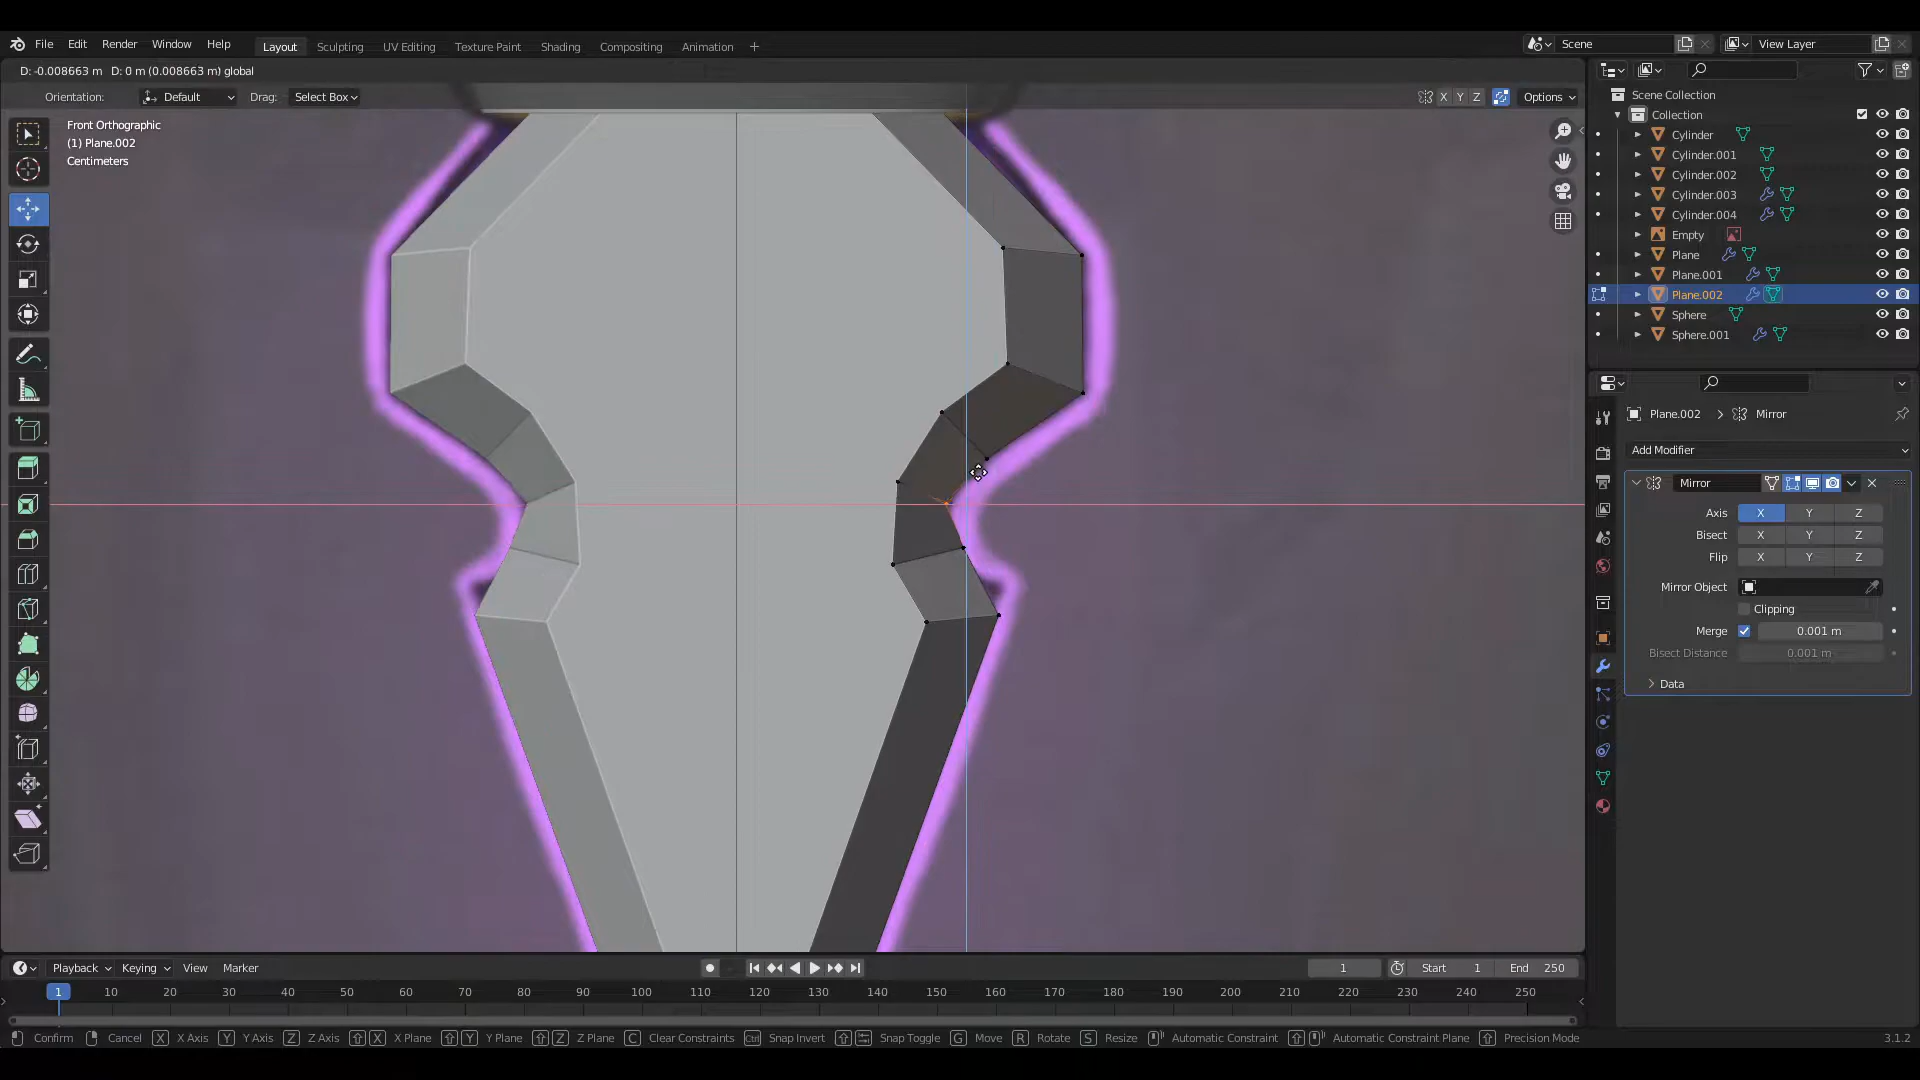 File Edit Render Window Help Layout Sculpting UV Editing Texture Paint Shading Compositing Animation + Scene View Layer
D: -0.008663 m D: 0 m (0.008663 m) global
Orientation: Default Drag: Select Box X Y Z Options
Front Orthographic
(1) Plane.002
Centimeters
Scene Collection
Collection
Cylinder
Cylinder.001
Cylinder.002
Cylinder.003
Cylinder.004
Empty
Plane
Plane.001
Plane.002
Sphere
Sphere.001
Plane.002 > Mirror
Add Modifier
Mirror
Axis X Y Z
Bisect X Y Z
Flip X Y Z
Mirror Object
Clipping
Merge 0.001 m
Bisect Distance 0.001 m
Data
Playback Keying View Marker 1 Start 1 End 250
1 10 20 30 40 50 60 70 80 90 100 110 120 130 140 150 160 170 180 190 200 210 220 230 240 250
Confirm Cancel X X Axis Y Y Axis Z Z Axis X X Plane Y Y Plane Z Z Plane C Clear Constraints Ctrl Snap Invert Snap Toggle G Move R Rotate S Resize Automatic Constraint Automatic Constraint Plane Precision Mode 3.1.2